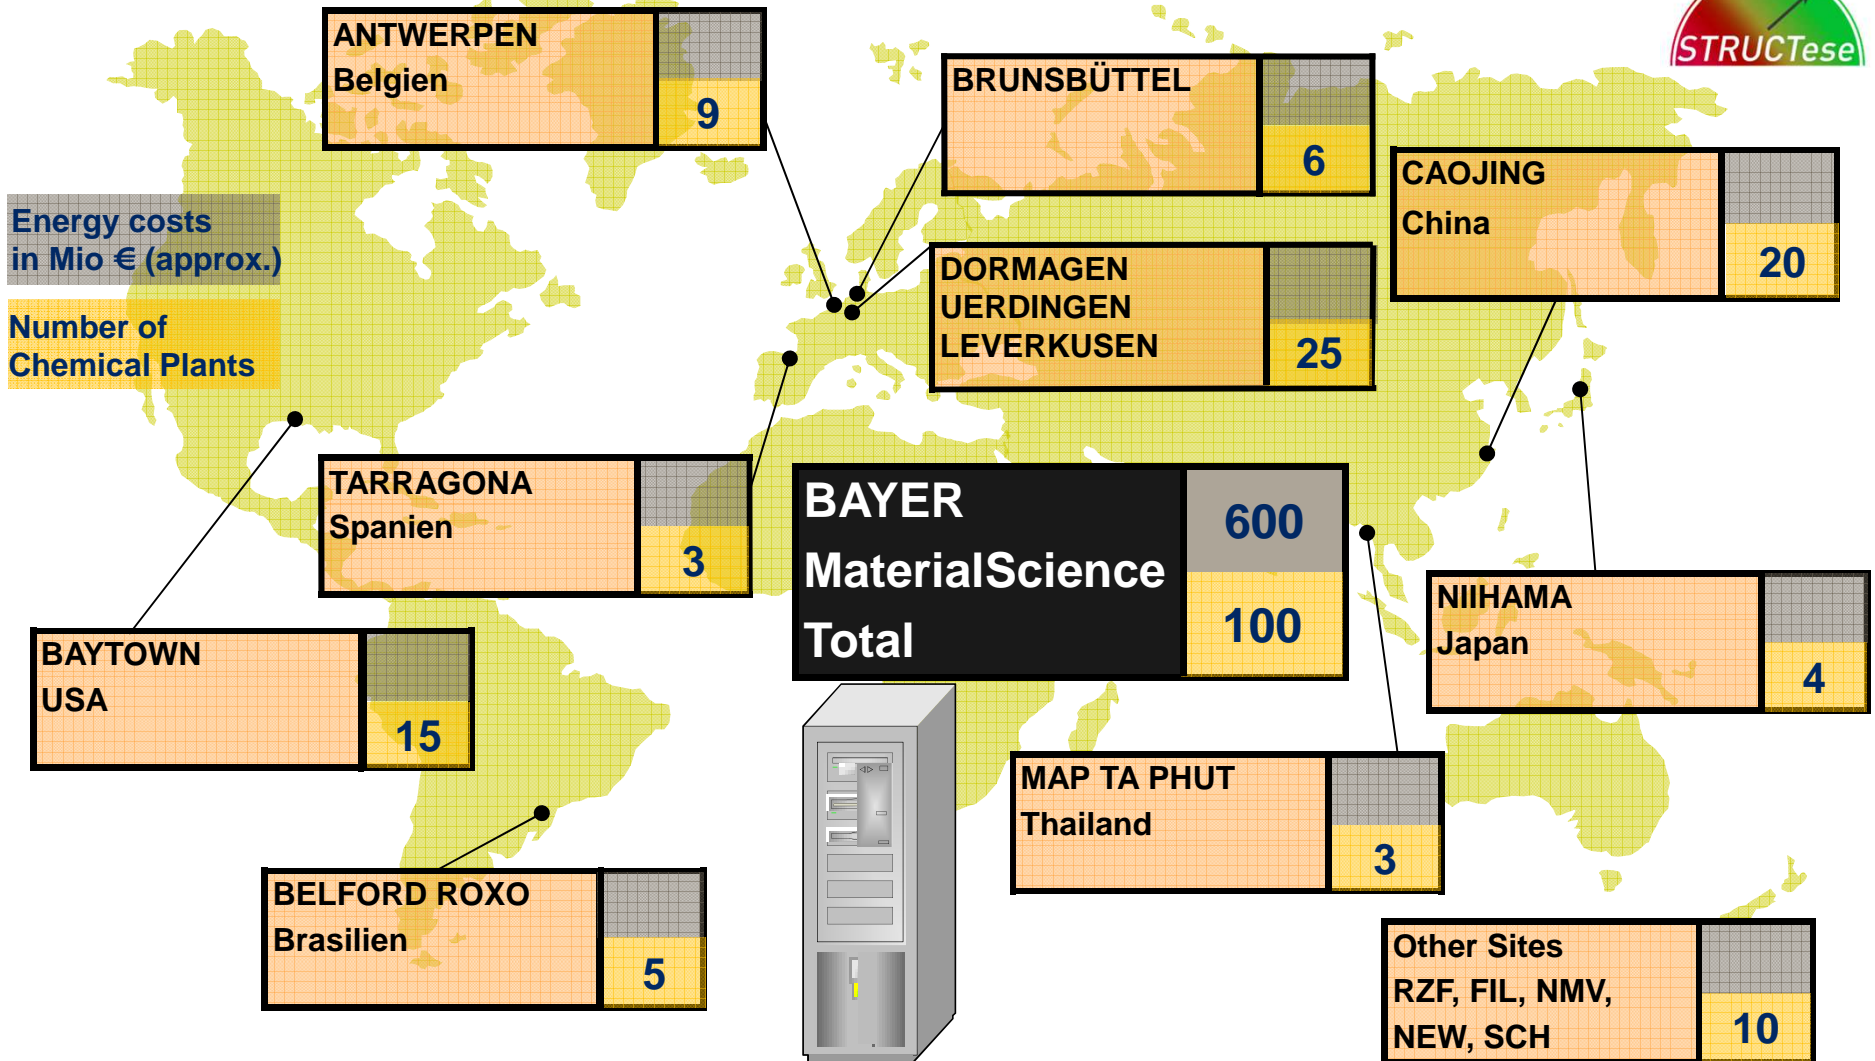 STRUCTese
ANTWERPEN
Belgien
9
BRUNSBÜTTEL
6
CAOJING
China
20
Energy costs
in Mio € (approx.)
Number of
Chemical Plants
DORMAGEN
UERDINGEN
LEVERKUSEN
25
TARRAGONA
Spanien
3
BAYER
MaterialScience
Total
600
100
NIIHAMA
Japan
4
BAYTOWN
USA
15
MAP TA PHUT
Thailand
3
BELFORD ROXO
Brasilien
5
Other Sites
RZF, FIL, NMV,
NEW, SCH
10